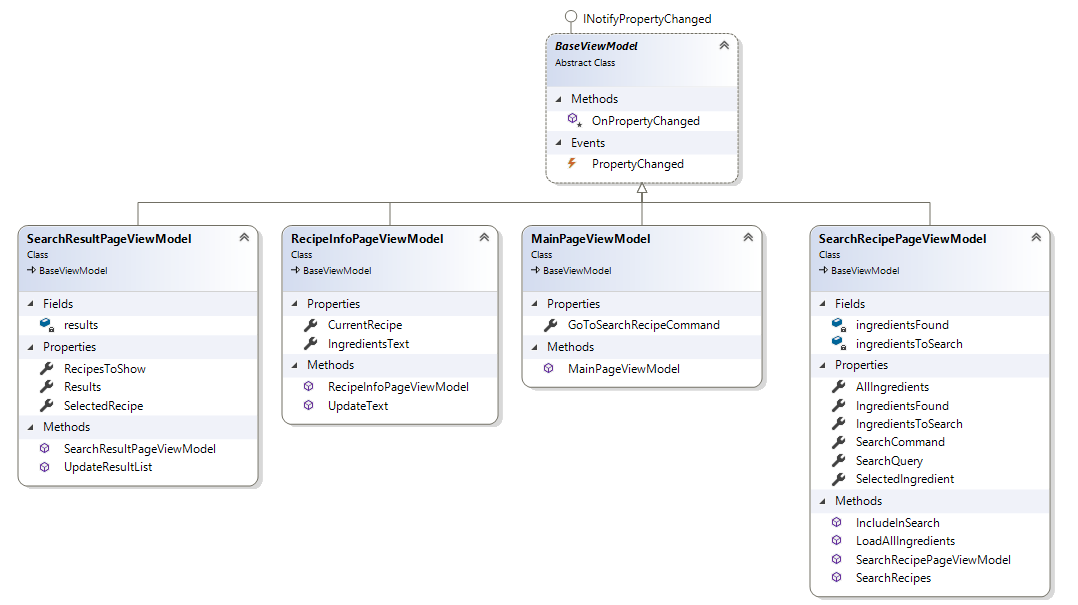 INotifyPropertyChanged
BaseViewModel
Abstract Class
Methods
OnPropertyChanged
Events
PropertyChanged
SearchResultPageViewModel
Class
BaseViewModel
Fields
results
Properties
RecipesToShow
Results
SelectedRecipe
Methods
SearchResultPageViewModel
UpdateResultList
RecipeInfoPageViewModel
Class
BaseViewModel
Properties
CurrentRecipe
IngredientsText
Methods
RecipeInfoPageViewModel
UpdateText
MainPageViewModel
Class
BaseViewModel
Properties
GoToSearchRecipeCommand
Methods
MainPageViewModel
SearchRecipePageViewModel
Class
BaseViewModel
Fields
ingredientsFound
ingredientsToSearch
Properties
AllIngredients
IngredientsFound
IngredientsToSearch
SearchCommand
SearchQuery
SelectedIngredient
Methods
IncludeInSearch
LoadAllIngredients
SearchRecipePageViewModel
SearchRecipes